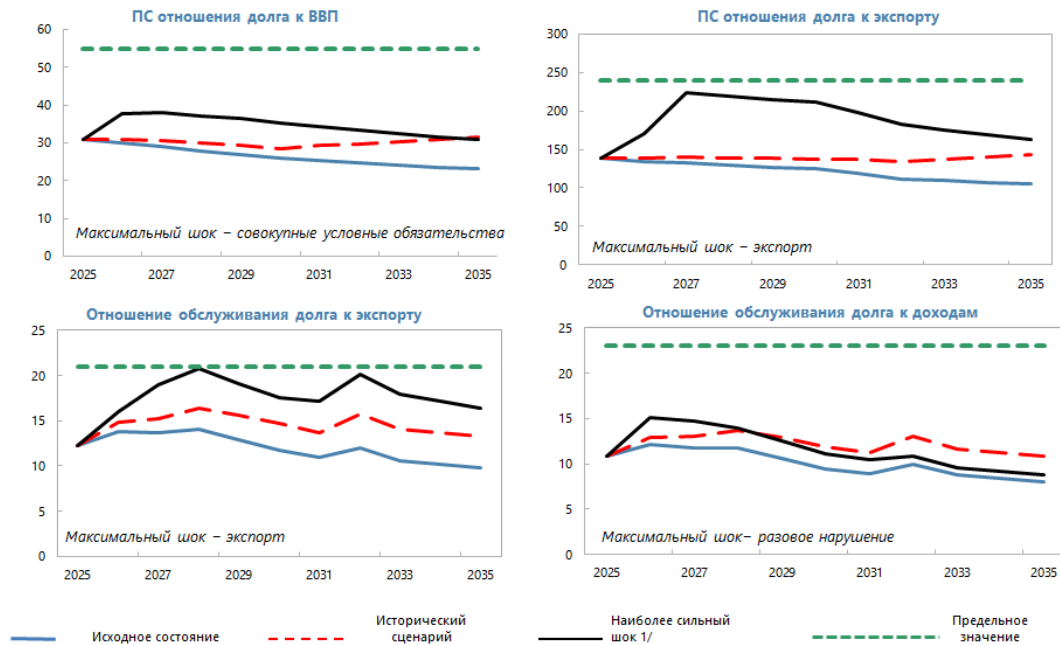 ПС отношения долга к ВВП
60
50
40
30
20
10
0
Максимальный шок – совокупные условные обязательства
2025 2027 2029 2031 2033 2035
ПС отношения долга к экспорту
300
250
200
150
100
50
0
Максимальный шок – экспорт
2025 2027 2029 2031 2033 2035
Отношение обслуживания долга к экспорту
25
20
15
10
5
0
Максимальный шок – экспорт
2025 2027 2029 2031 2033 2035
Отношение обслуживания долга к доходам
25
20
15
10
5
0
Максимальный шок– разовое нарушение
2025 2027 2029 2031 2033 2035
Исходное состояние
Исторический
сценарий
Наиболее сильный
шок 1/
Предельное
значение